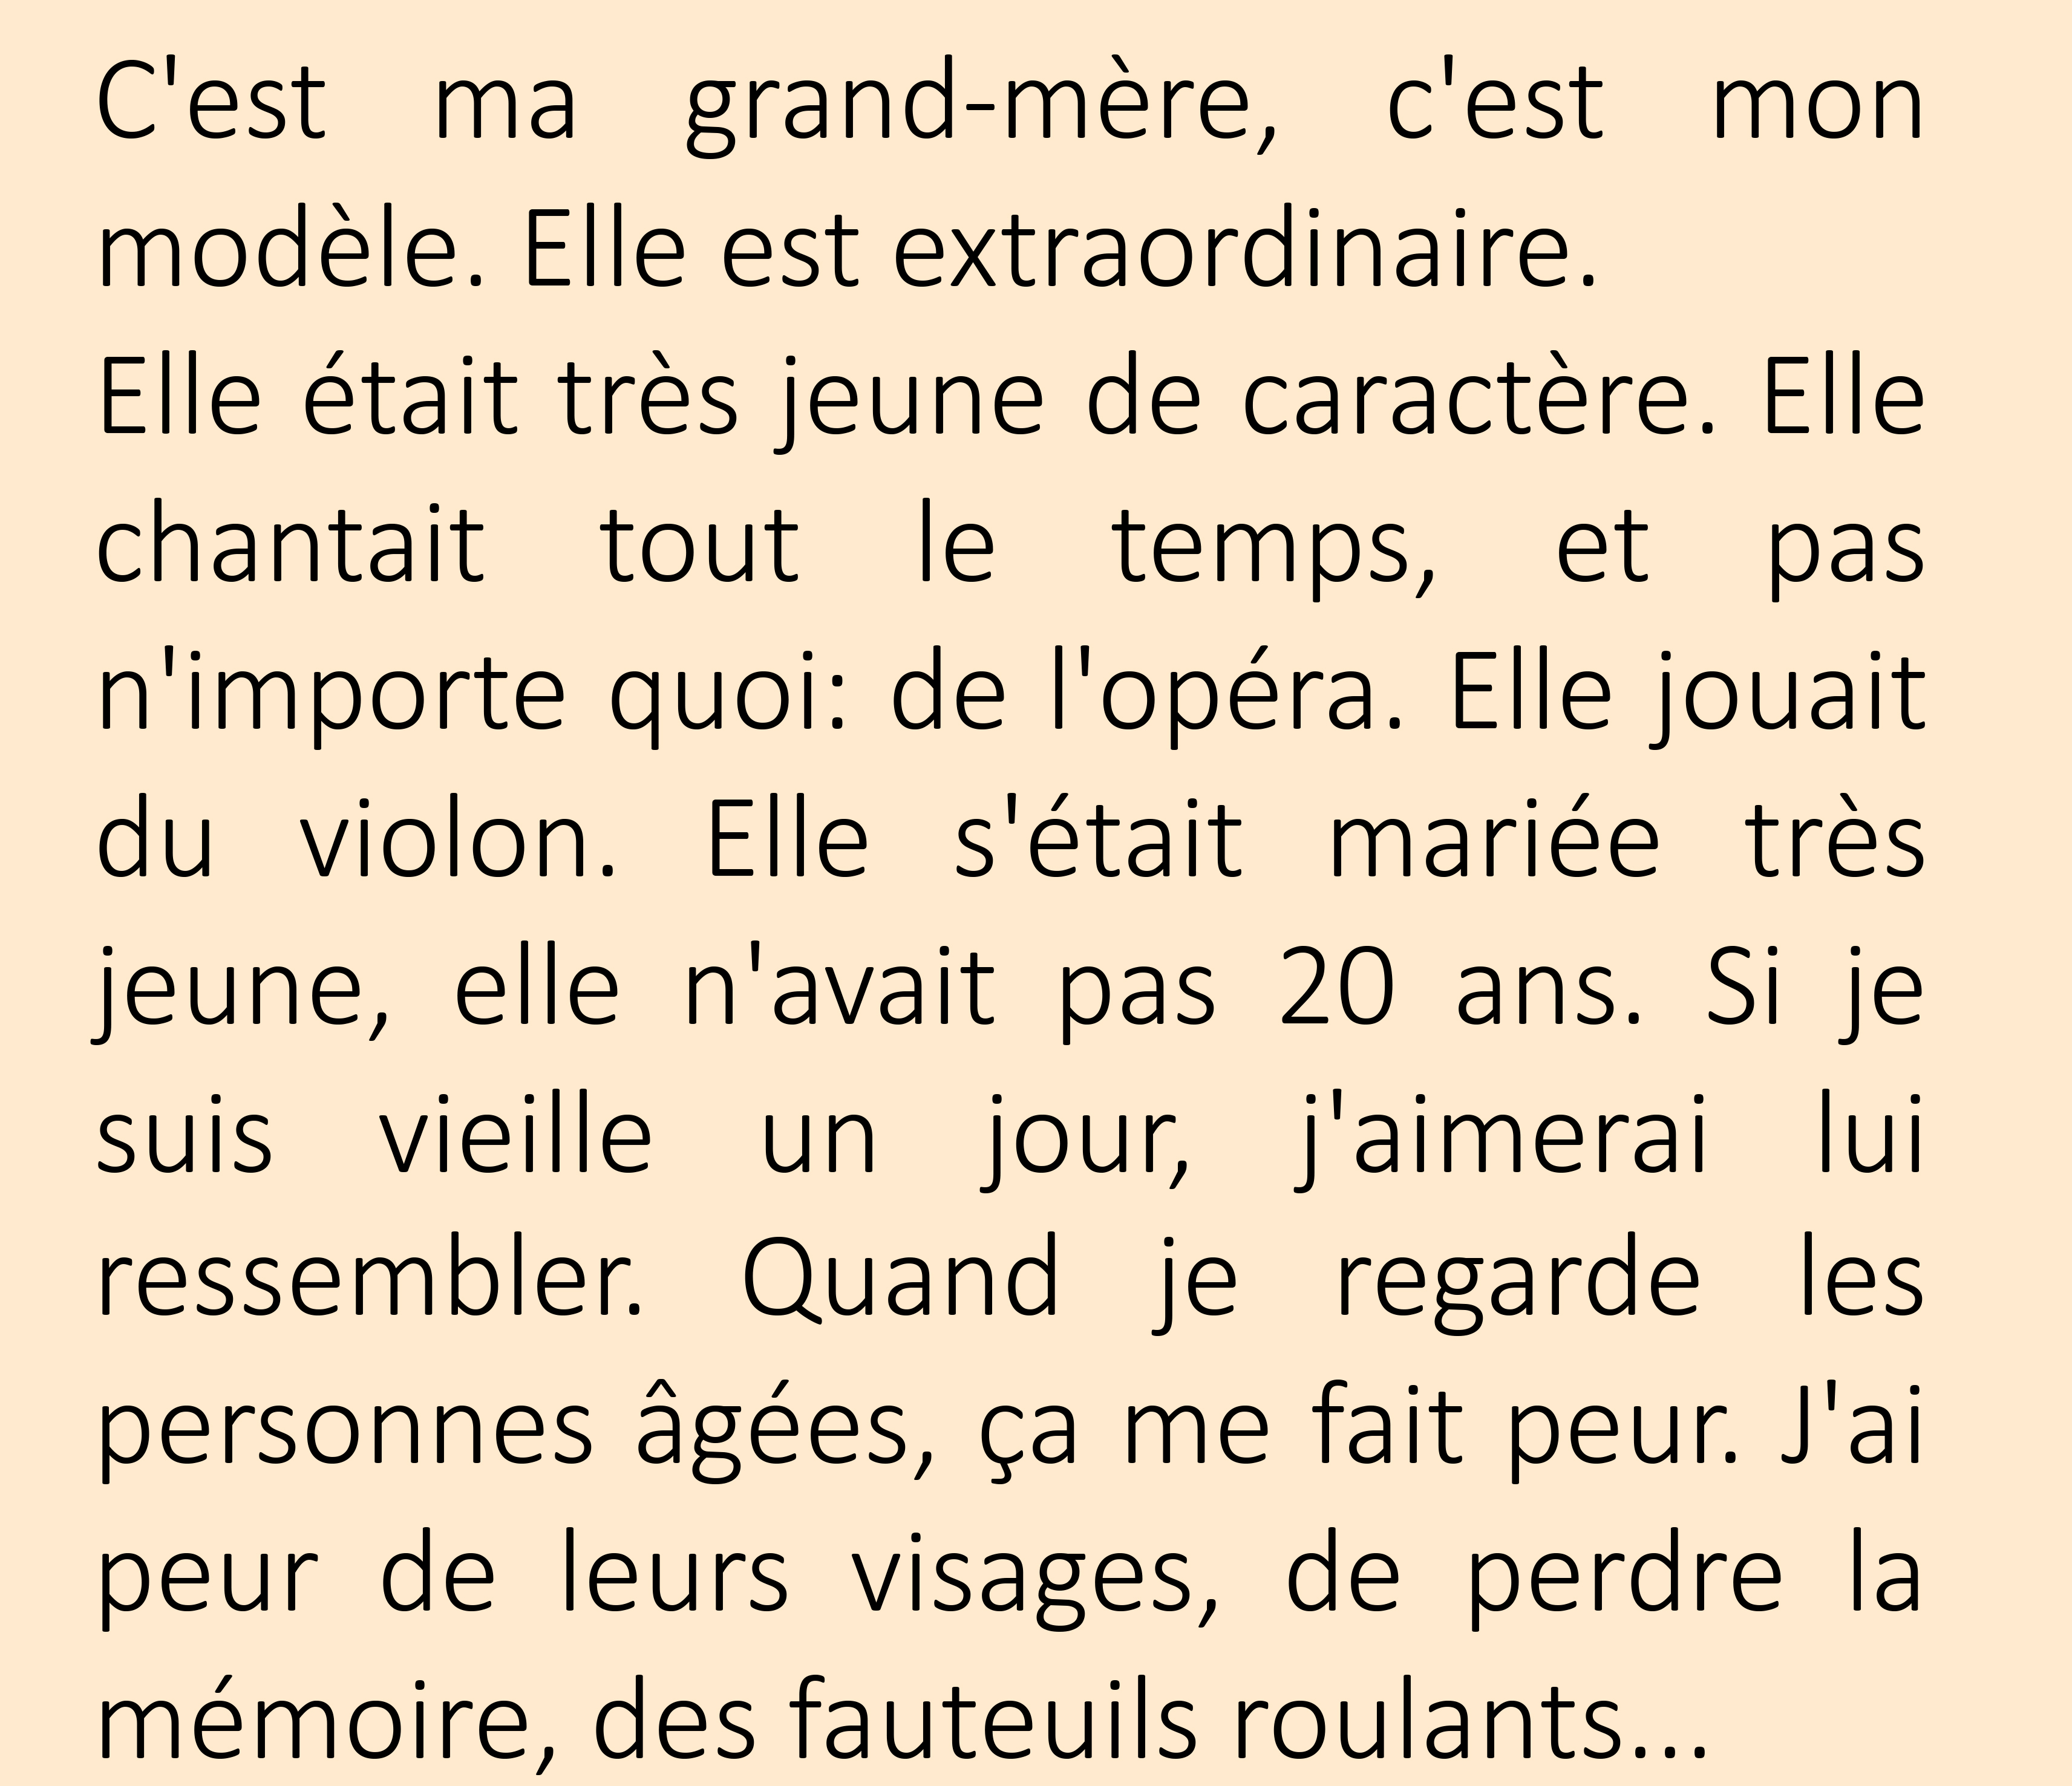 C'est ma grand-mère, c'est mon
modèle. Elle est extraordinaire.
Elle était très jeune de caractère. Elle
chantait tout le temps, et pas
n'importe quoi: de l'opéra. Elle jouait
du violon. Elle s'était mariée très
jeune, elle n'avait pas 20 ans. Si je
suis vieille un jour, j'aimerai lui
ressembler. Quand je regarde les
personnes âgées, ça me fait peur. J'ai
peur de leurs visages, de perdre la
mémoire, des fauteuils roulants...